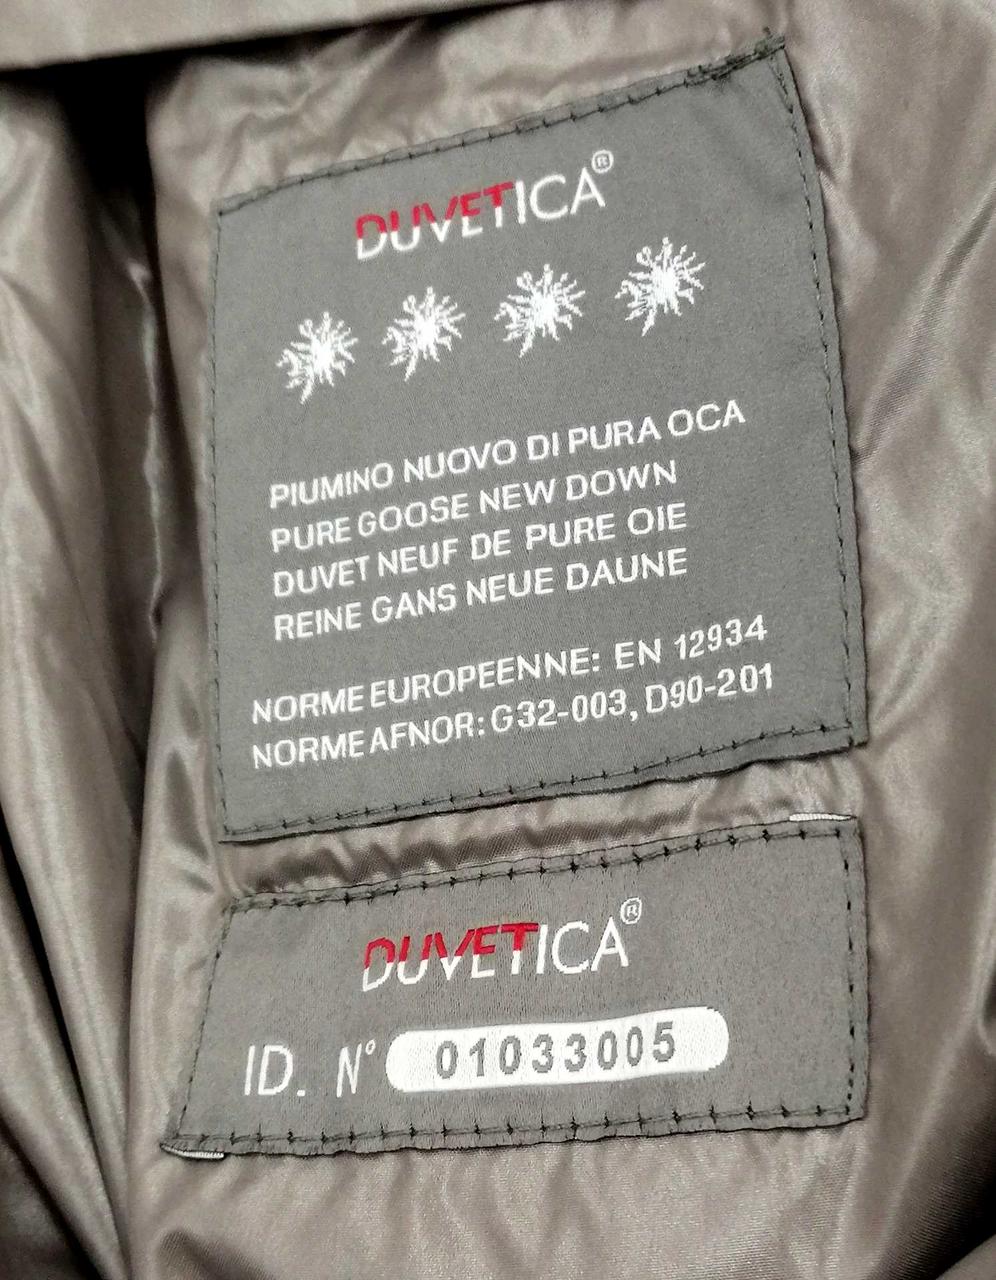 DUVETICA®
PIUMINO NUOVO DI PURA OCA
PURE GOOSE NEW DOWN
DUVET NEUF DE PURE OIE
REINE GANS NEUE DAUNE
NORME EUROPEENNE: EN 12934
NORME AFNOR: G32-003, D90-201
DUVETICA®
ID. N° 01033005